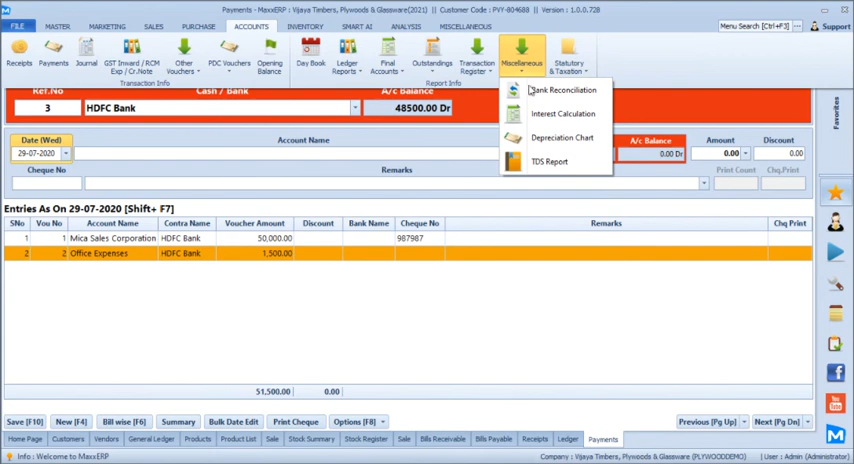 Payments - MaxxERP : Vijaya Timbers, Plywoods & Glassware(2021) || Customer Code : PVY-804688 || Version : 1.0.0.728
FILE MASTER MARKETING SALES PURCHASE ACCOUNTS INVENTORY SMART AI ANALYSIS MISCELLANEOUS Menu Search [Ctrl+F3] ... Support
Receipts Payments Journal GST Inward / RCM Exp / Cr.Note Other Vouchers PDC Vouchers Opening Balance Day Book Ledger Reports Final Accounts Outstandings Transaction Register Miscellaneous Statutory & Taxation
Transaction Info Report Info
Bank Reconciliation
Interest Calculation
Depreciation Chart
TDS Report
Favorites
Ref.No Cash / Bank A/c Balance
3 HDFC Bank 48500.00 Dr
Date (Wed) Account Name A/c Balance Amount Discount
29-07-2020 0.00 Dr 0.00 0.00
Cheque No Remarks Print Count Chq.Print
Entries As On 29-07-2020 [Shift+ F7]
SNo Vou No Account Name Contra Name Voucher Amount Discount Bank Name Cheque No Remarks Chq Print
1 1 Mica Sales Corporation HDFC Bank 50,000.00 987987
2 2 Office Expenses HDFC Bank 1,500.00
51,500.00 0.00
Save [F10] New [F4] Bill wise [F6] Summary Bulk Date Edit Print Cheque Options [F8] Previous [Pg Up] Next [Pg Dn]
Home Page Customers Vendors General Ledger Products Product List Sale Stock Summary Stock Register Sale Bills Receivable Bills Payable Receipts Ledger Payments
Info : Welcome to MaxxERP Company : Vijaya Timbers, Plywoods & Glassware (PLYWOODDEMO) User : Admin (Administrator)